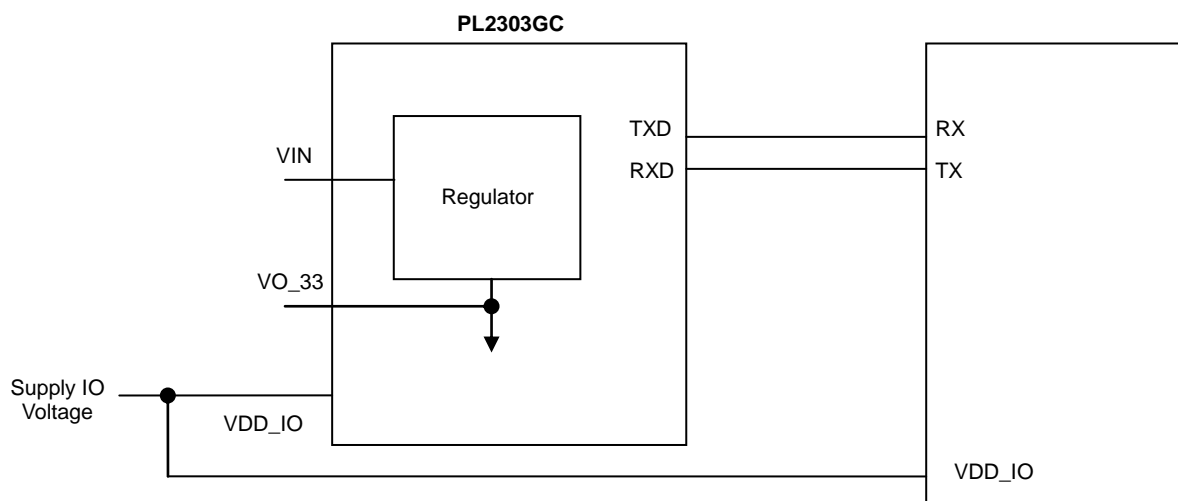 PL2303GC
TXD
RX
VIN
RXD
TX
Regulator
VO_33
Supply IO
Voltage
VDD_IO
VDD_IO